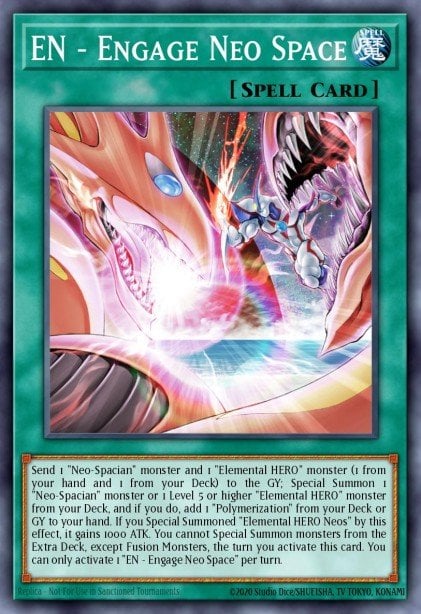 EN - Engage Neo Space
SPELL
魔
[ Spell Card ]
Send 1 "Neo-Spacian" monster and 1 "Elemental HERO" monster (1 from
your hand and 1 from your Deck) to the GY; Special Summon 1
"Neo-Spacian" monster or 1 Level 5 or higher "Elemental HERO" monster
from your Deck, and if you do, add 1 "Polymerization" from your Deck or
GY to your hand. If you Special Summoned "Elemental HERO Neos" by this
effect, it gains 1000 ATK. You cannot Special Summon monsters from the
Extra Deck, except Fusion Monsters, the turn you activate this card. You
can only activate 1 "EN - Engage Neo Space" per turn.
Replica - Not For Use in Sanctioned Tournaments
©2020 Studio Dice/SHUEISHA, TV TOKYO, KONAMI